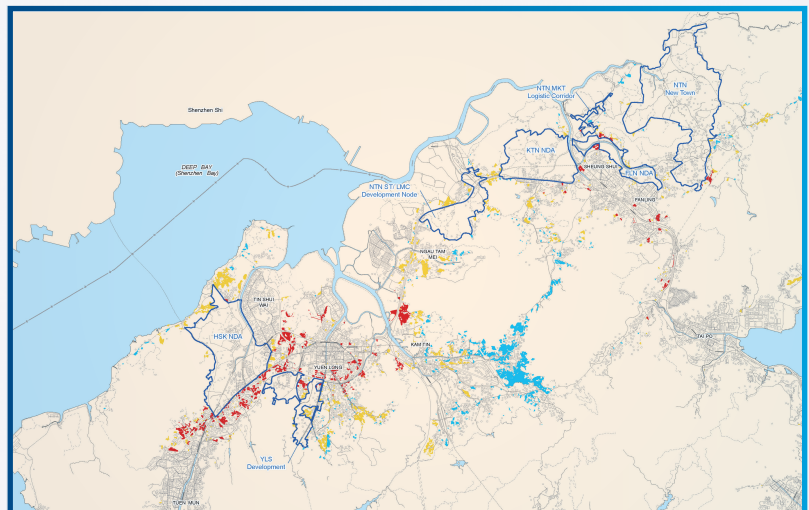 Shenzhen Shi
DEEP BAY
(Shenzhen Bay)
NTN MKT
Logistic Corridor
NTN
New Town
KTN NDA
SHEUNG SHUI
FLN NDA
FANLING
NTN ST/ LMC
Development Node
NGAU TAM
MEI
TIN SHUI
WAI
HSK NDA
KAM TIN
TAI PO
YUEN LONG
YLS
Development
TUEN MUN